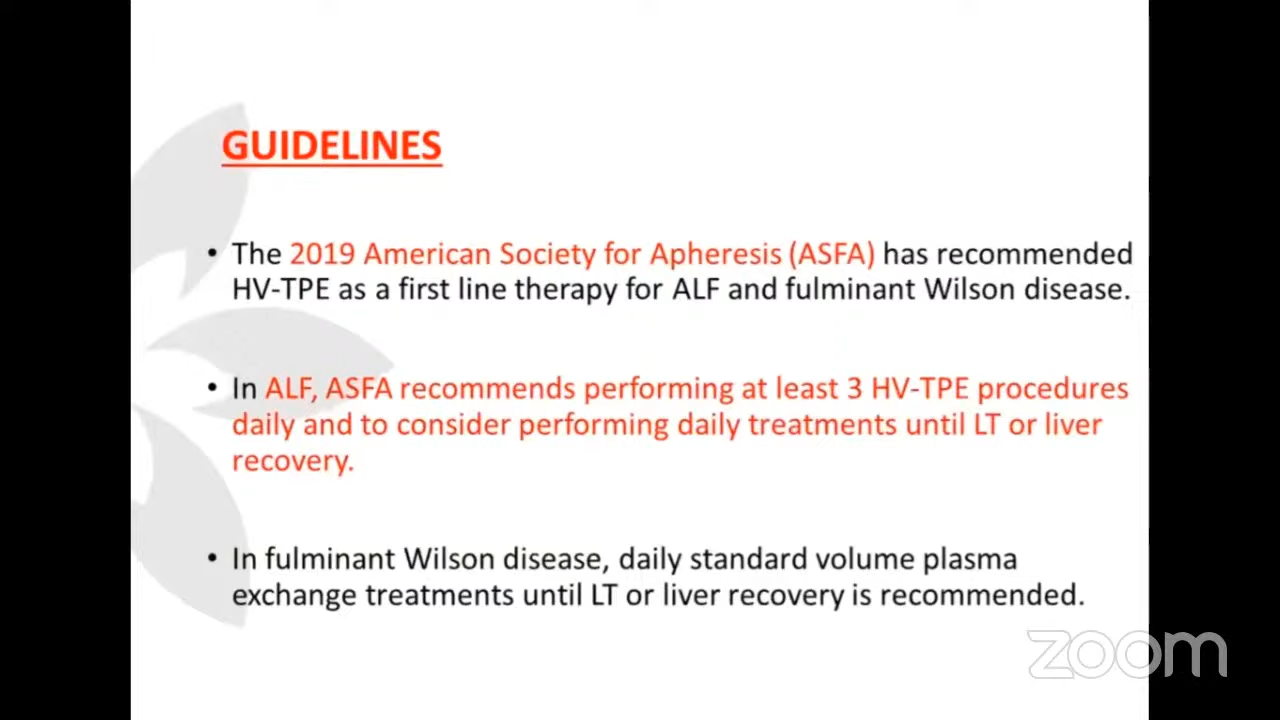 GUIDELINES
• The 2019 American Society for Apheresis (ASFA) has recommended
HV-TPE as a first line therapy for ALF and fulminant Wilson disease.
• In ALF, ASFA recommends performing at least 3 HV-TPE procedures
daily and to consider performing daily treatments until LT or liver
recovery.
• In fulminant Wilson disease, daily standard volume plasma
exchange treatments until LT or liver recovery is recommended.
zoom